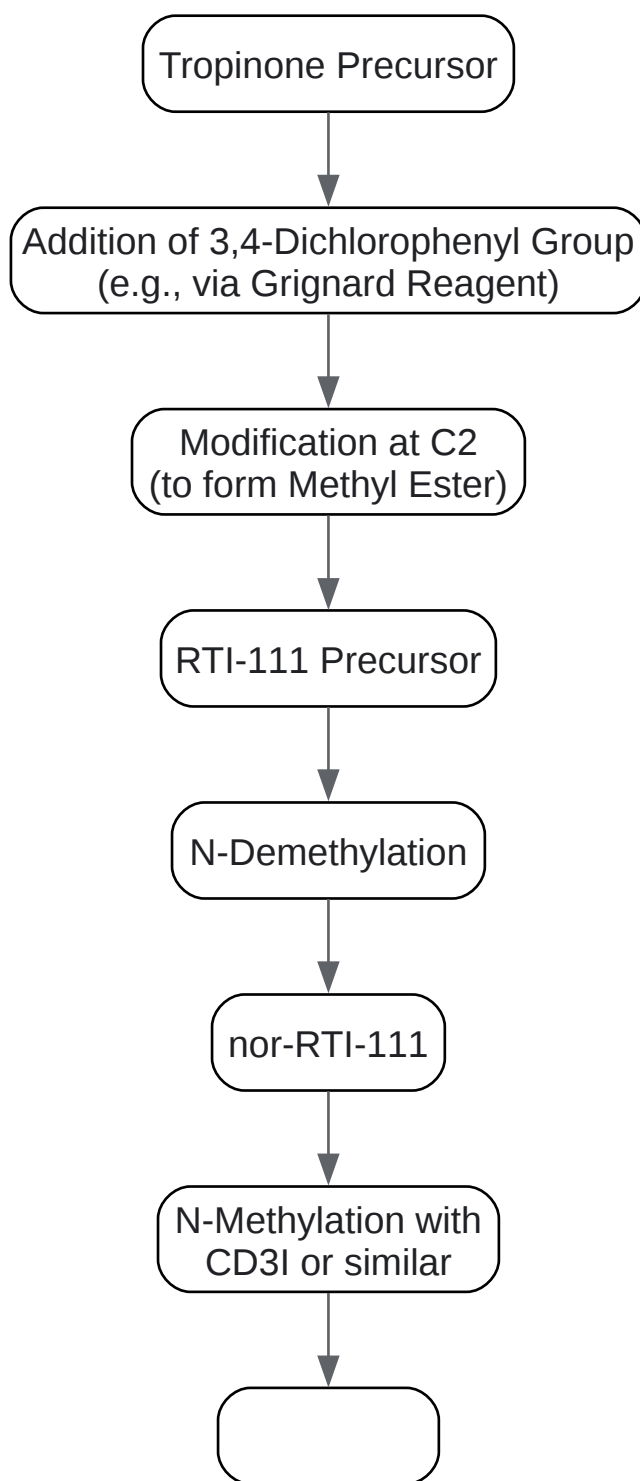 Tropinone Precursor
Addition of 3,4-Dichlorophenyl Group
(e.g., via Grignard Reagent)
Modification at C2
(to form Methyl Ester)
RTI-111 Precursor
N-Demethylation
nor-RTI-111
N-Methylation with
CD3I or similar